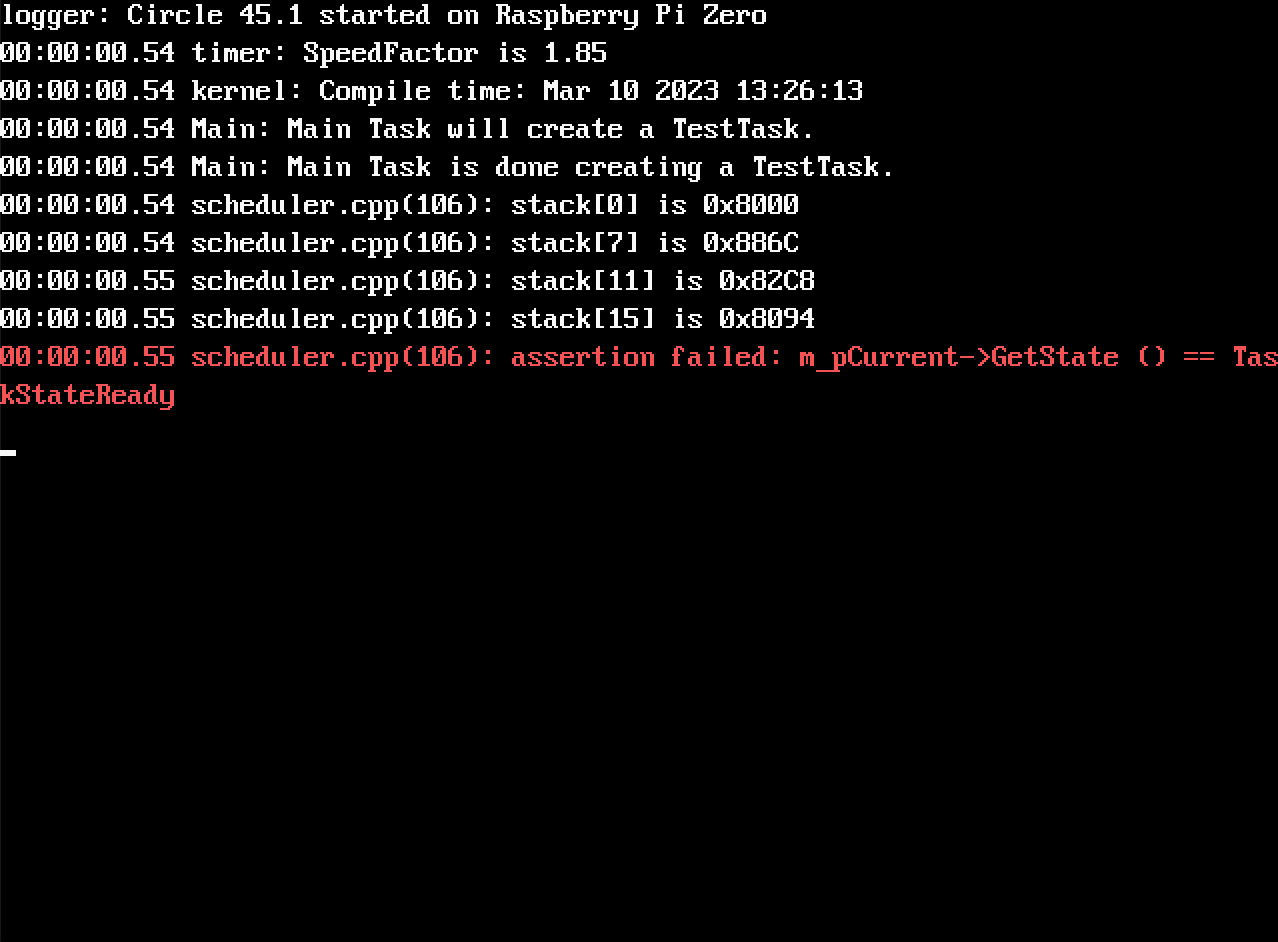 logger: Circle 45.1 started on Raspberry Pi Zero
00:00:00.54 timer: SpeedFactor is 1.85
00:00:00.54 kernel: Compile time: Mar 10 2023 13:26:13
00:00:00.54 Main: Main Task will create a TestTask.
00:00:00.54 Main: Main Task is done creating a TestTask.
00:00:00.54 scheduler.cpp(106): stack[0] is 0x8000
00:00:00.54 scheduler.cpp(106): stack[7] is 0x886C
00:00:00.55 scheduler.cpp(106): stack[11] is 0x82C8
00:00:00.55 scheduler.cpp(106): stack[15] is 0x8094
00:00:00.55 scheduler.cpp(106): assertion failed: m_pCurrent->GetState () == Tas
kStateReady